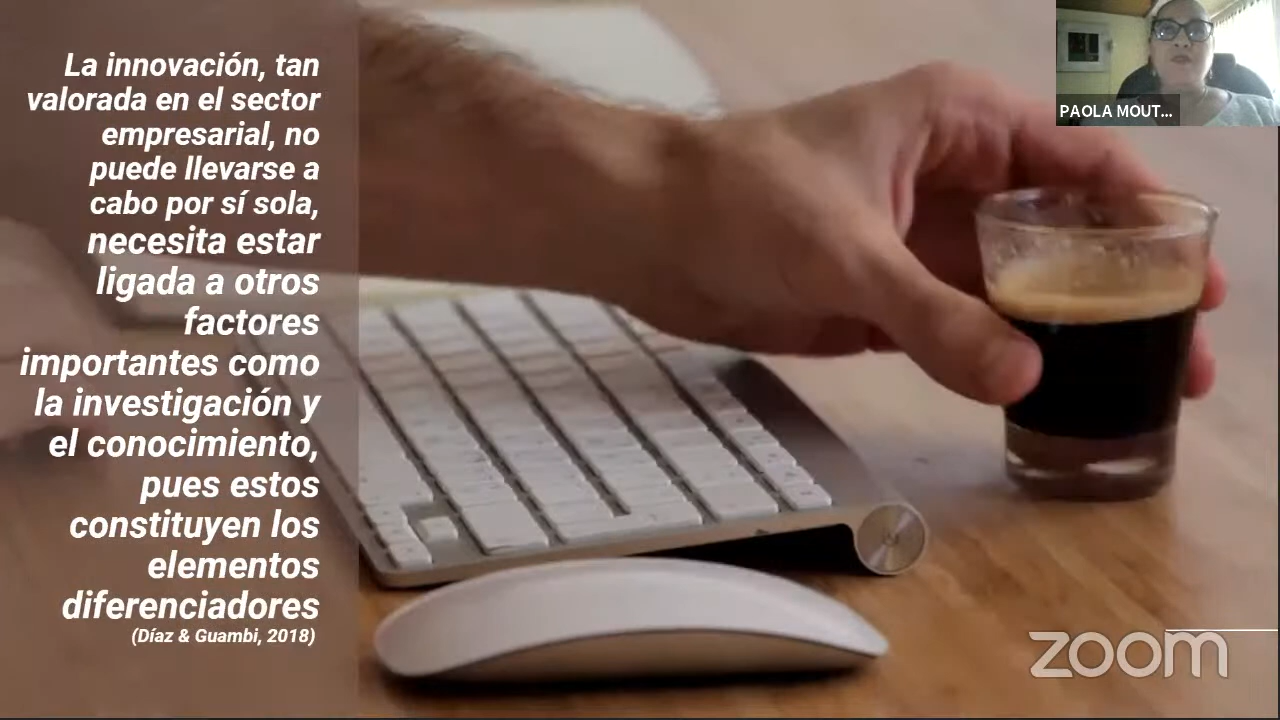 La innovación, tan
valorada en el sector
empresarial, no
puede llevarse a
cabo por sí sola,
necesita estar
ligada a otros
factores
importantes como
la investigación y
el conocimiento,
pues estos
constituyen los
elementos
diferenciadores
(Díaz & Guambi, 2018)
PAOLA MOUT...
zoom